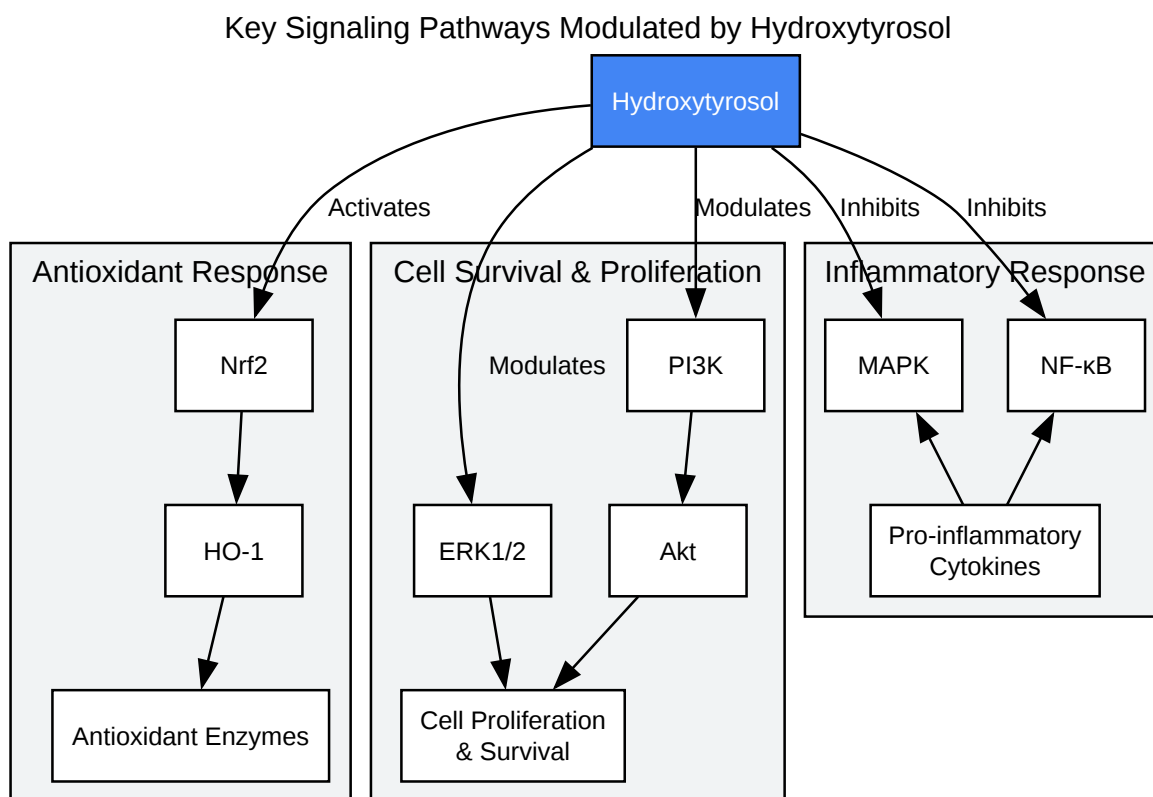 Key Signaling Pathways Modulated by Hydroxytyrosol
Hydroxytyrosol
Activates
Modulates
Inhibits
Inhibits
Antioxidant Response
Cell Survival & Proliferation
Inflammatory Response
Nrf2
Modulates
PI3K
MAPK
NF-κB
HO-1
ERK1/2
Akt
Pro-inflammatory
Cytokines
Antioxidant Enzymes
Cell Proliferation
& Survival